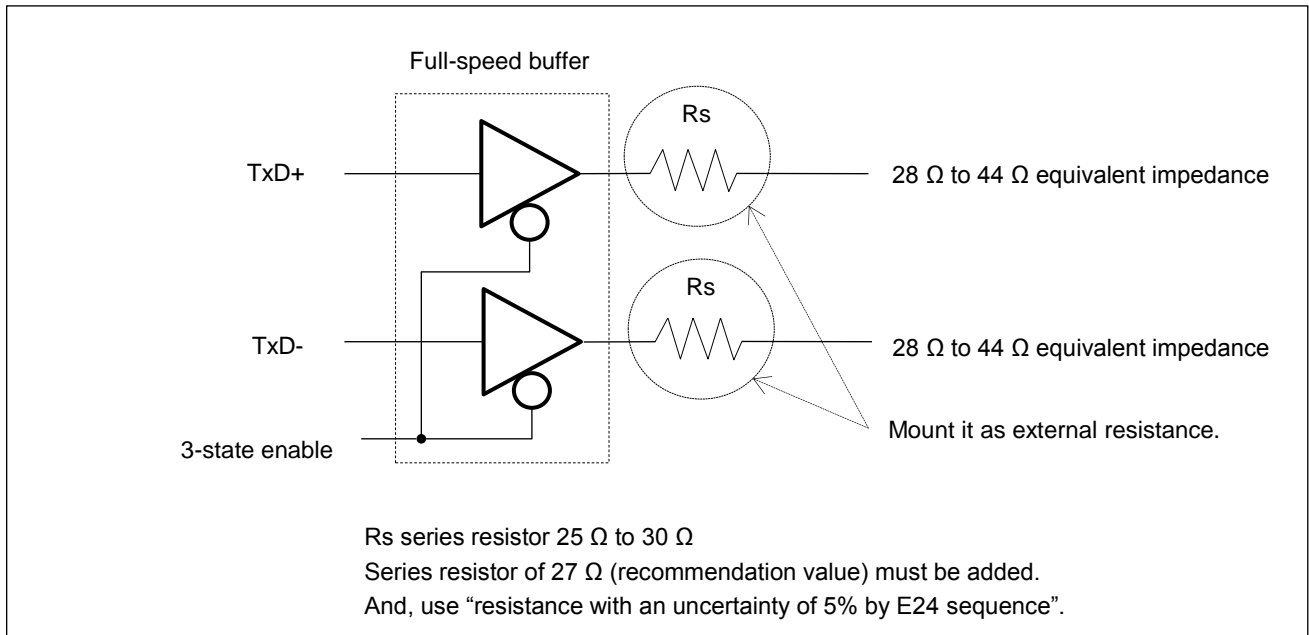 Full-speed buffer
Rs
TxD+
28 Ω to 44 Ω equivalent impedance
Rs
TxD-
28 Ω to 44 Ω equivalent impedance
Mount it as external resistance.
3-state enable
Rs series resistor 25 Ω to 30 Ω
Series resistor of 27 Ω (recommendation value) must be added.
And, use “resistance with an uncertainty of 5% by E24 sequence”.